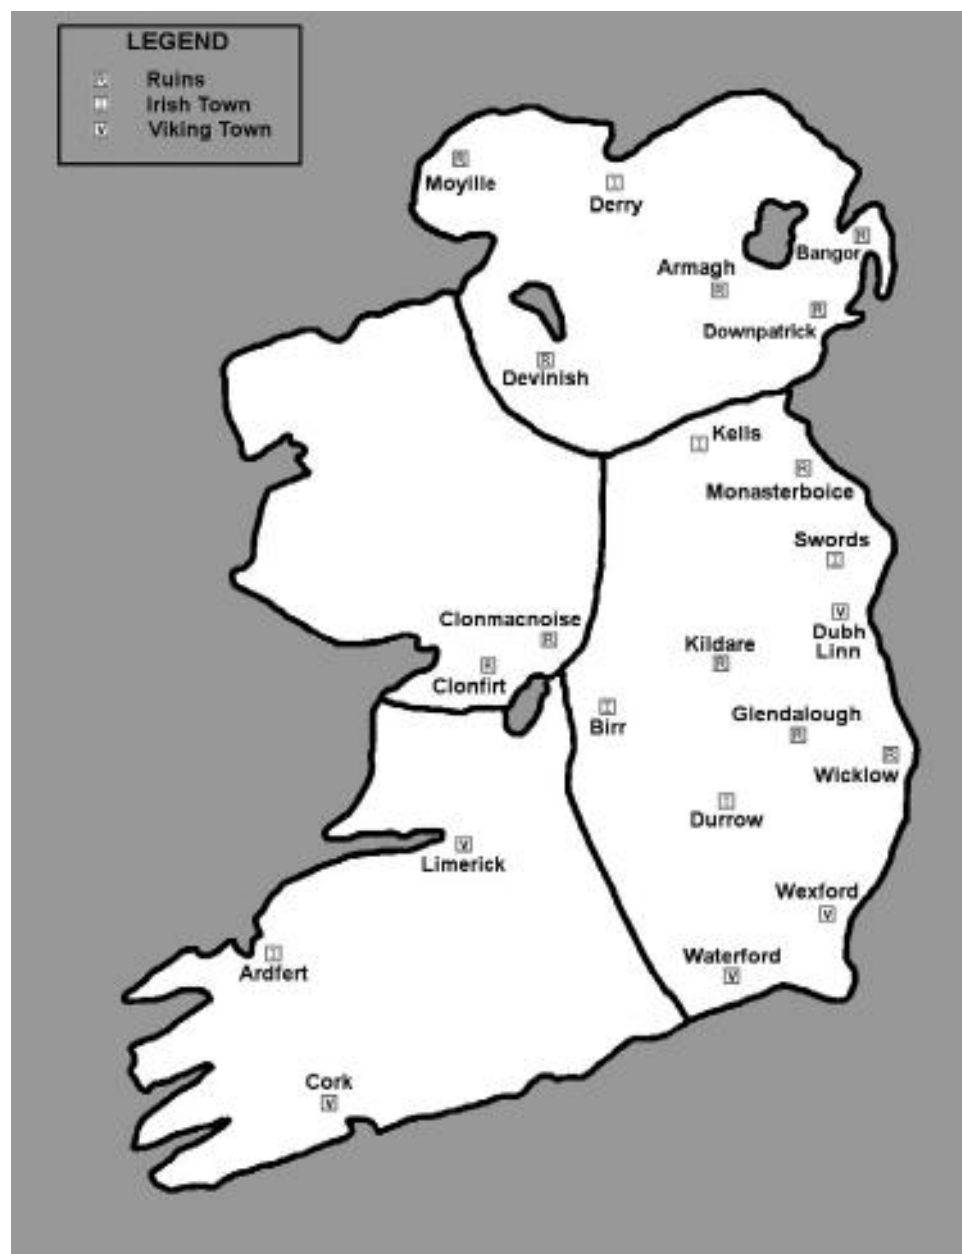 LEGEND
Ruins
Irish Town
V Viking Town
R
Moyille
I
Derry
R
Bangor
Armagh
R
R
Downpatrick
R
Devinish
I Kells
R
Monasterboice
Swords
I
V
Dubh
Linn
Clonmacnoise
R
Kildare
R
R
Clonfirt
I
Birr
Glendalough
R
R
Wicklow
I
Durrow
V
Limerick
Wexford
V
Waterford
V
I
Ardfert
Cork
V